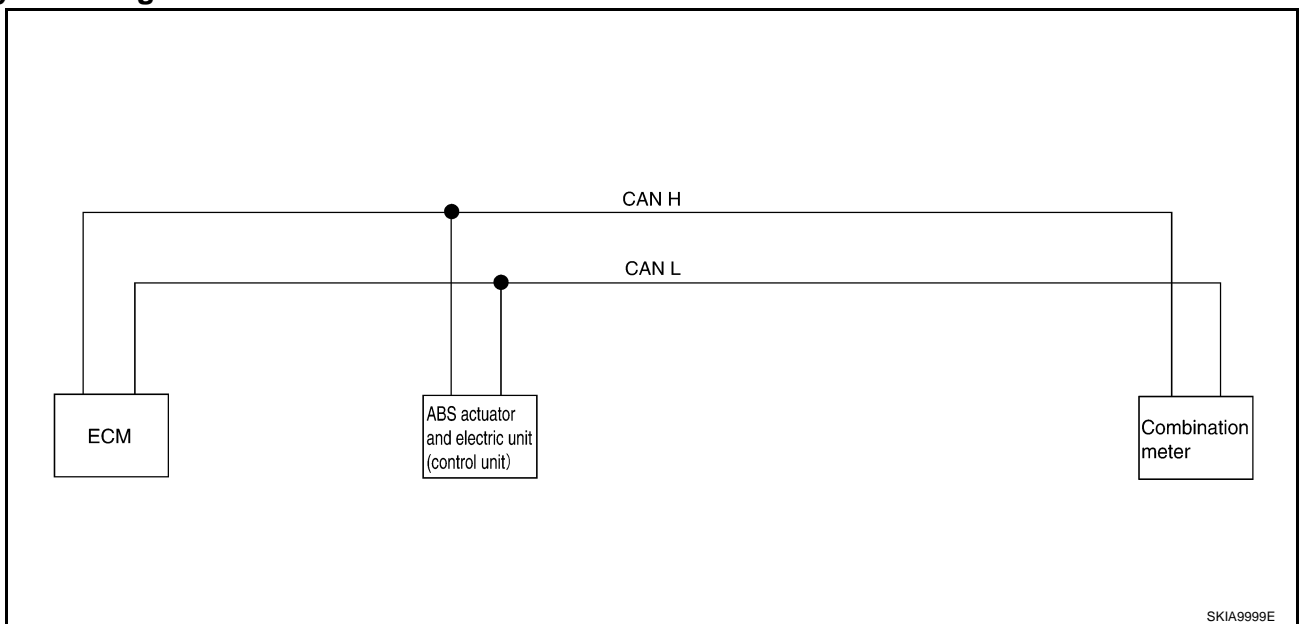 CAN H
CAN L
ECM
ABS actuator
and electric unit
(control unit)
Combination
meter
SKIA9999E